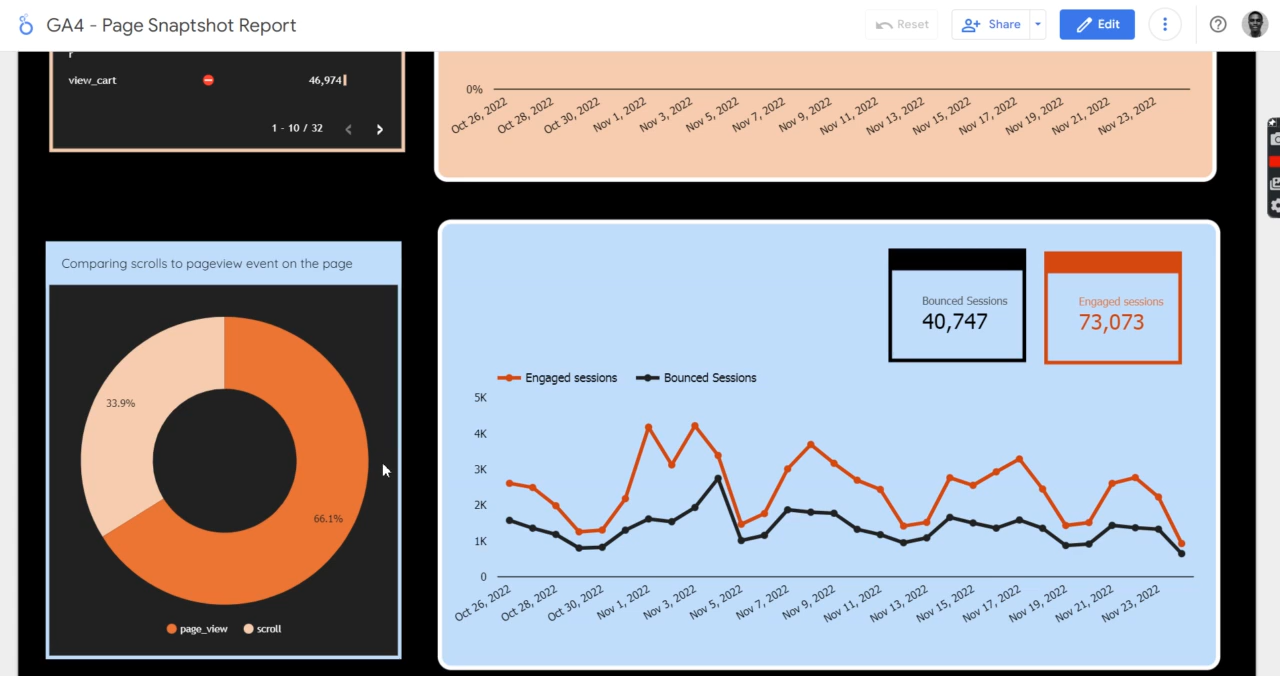 GA4 - Page Snaptshot Report
Reset
Share
Edit
r
view_cart 46,974
1 - 10 / 32
0%
Oct 26, 2022
Oct 28, 2022
Oct 30, 2022
Nov 1, 2022
Nov 3, 2022
Nov 5, 2022
Nov 7, 2022
Nov 9, 2022
Nov 11, 2022
Nov 13, 2022
Nov 15, 2022
Nov 17, 2022
Nov 19, 2022
Nov 21, 2022
Nov 23, 2022
Comparing scrolls to pageview event on the page
33.9%
66.1%
page_view scroll
Bounced Sessions
40,747
Engaged sessions
73,073
Engaged sessions Bounced Sessions
5K
4K
3K
2K
1K
0
Oct 26, 2022
Oct 28, 2022
Oct 30, 2022
Nov 1, 2022
Nov 3, 2022
Nov 5, 2022
Nov 7, 2022
Nov 9, 2022
Nov 11, 2022
Nov 13, 2022
Nov 15, 2022
Nov 17, 2022
Nov 19, 2022
Nov 21, 2022
Nov 23, 2022